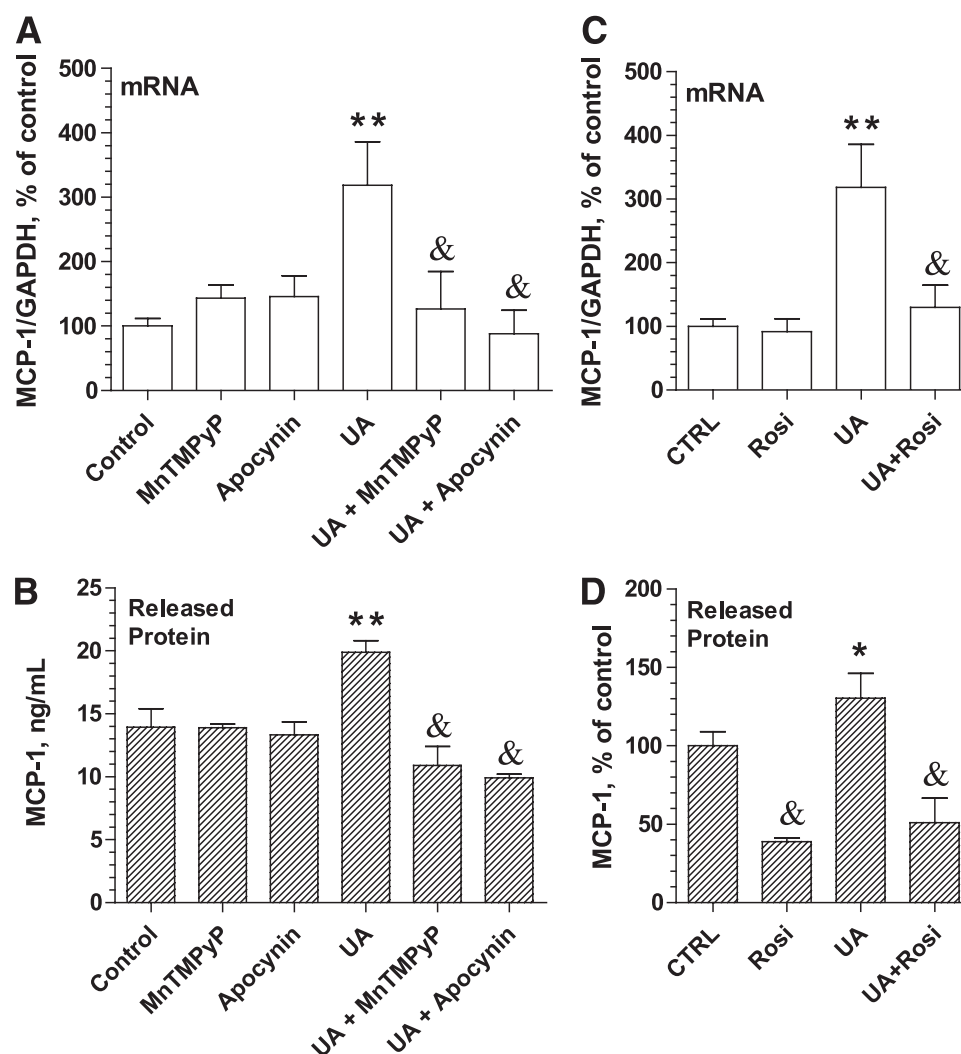 A
MCP-1/GAPDH, % of control
500
400
300
200
100
0
mRNA
**
&
&
Control
MnTMPyP
Apocynin
UA
UA + MnTMPyP
UA + Apocynin
C
MCP-1/GAPDH, % of control
500
400
300
200
100
0
mRNA
**
&
CTRL
Rosi
UA
UA+Rosi
B
MCP-1, ng/mL
25
20
15
10
5
0
Released
Protein
**
&
&
Control
MnTMPyP
Apocynin
UA
UA + MnTMPyP
UA + Apocynin
D
MCP-1, % of control
200
150
100
50
0
Released
Protein
*
&
&
CTRL
Rosi
UA
UA+Rosi